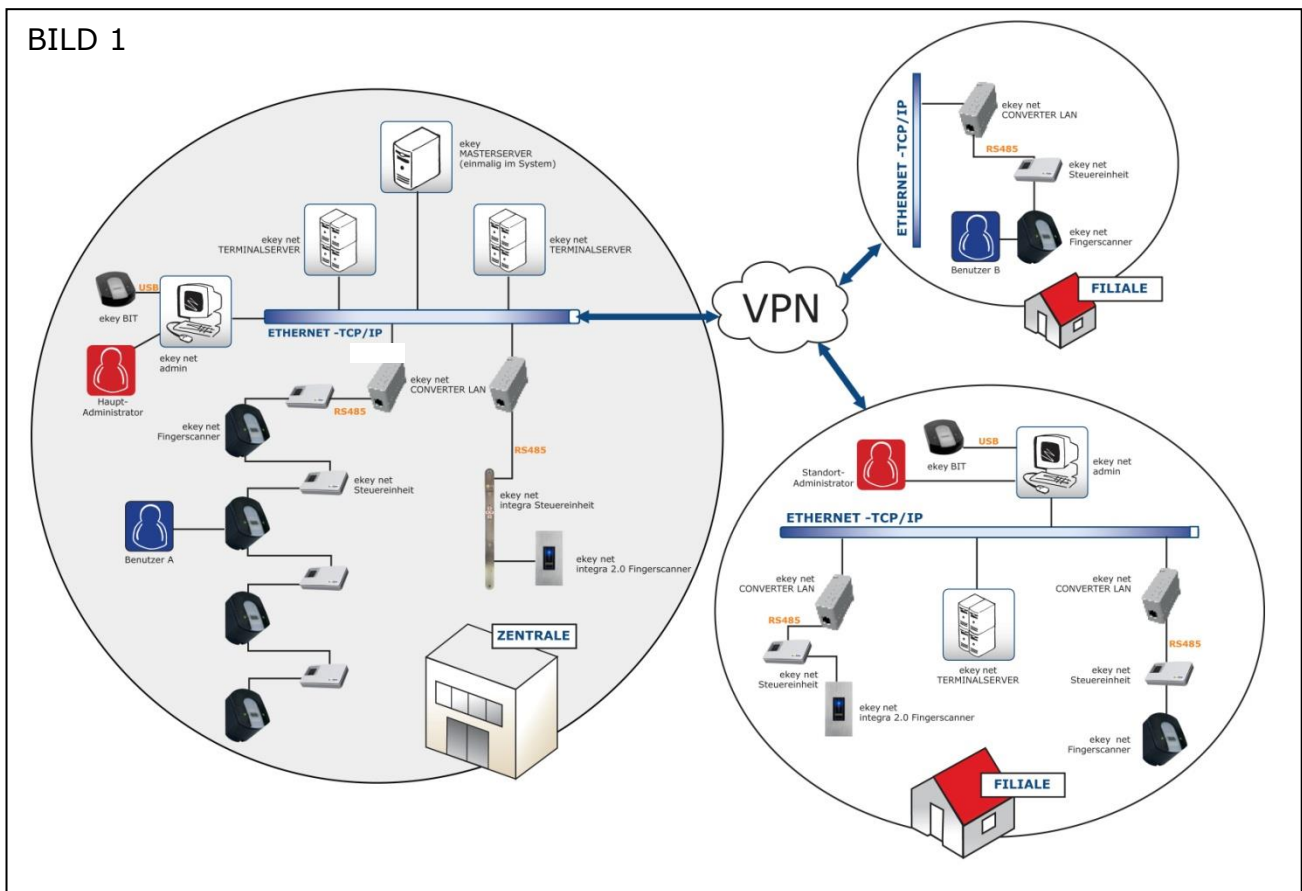 BILD 1
ekey
MASTERSERVER
(einmalig im System)
ekey net
TERMINALSERVER
ekey net
TERMINALSERVER
USB
ekey BIT
ekey net
admin
Haupt-
Administrator
ETHERNET -TCP/IP
ekey net
CONVERTER LAN
RS485
ekey net
Fingerscanner
ekey net
Steuereinheit
Benutzer A
RS485
ekey net
integra Steuereinheit
ekey net
integra 2.0 Fingerscanner
ZENTRALE
VPN
ETHERNET -TCP/IP
ekey net
CONVERTER LAN
RS485
ekey net
Steuereinheit
ekey net
Fingerscanner
Benutzer B
FILIALE
USB
ekey BIT
ekey net
admin
Standort-
Administrator
ETHERNET -TCP/IP
ekey net
CONVERTER LAN
RS485
ekey net
Steuereinheit
ekey net
integra 2.0 Fingerscanner
ekey net
TERMINALSERVER
ekey net
CONVERTER LAN
RS485
ekey net
Steuereinheit
ekey net
Fingerscanner
FILIALE